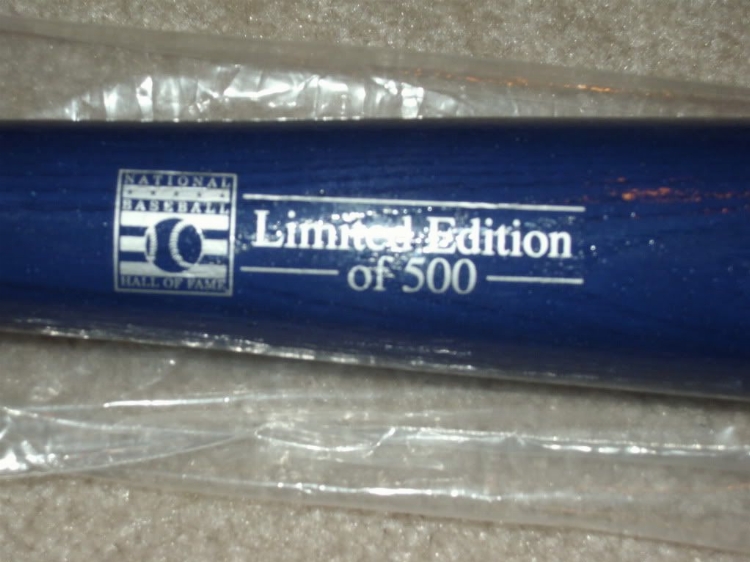 NATIONAL
BASEBALL
HALL OF FAME
Limited Edition
of 500